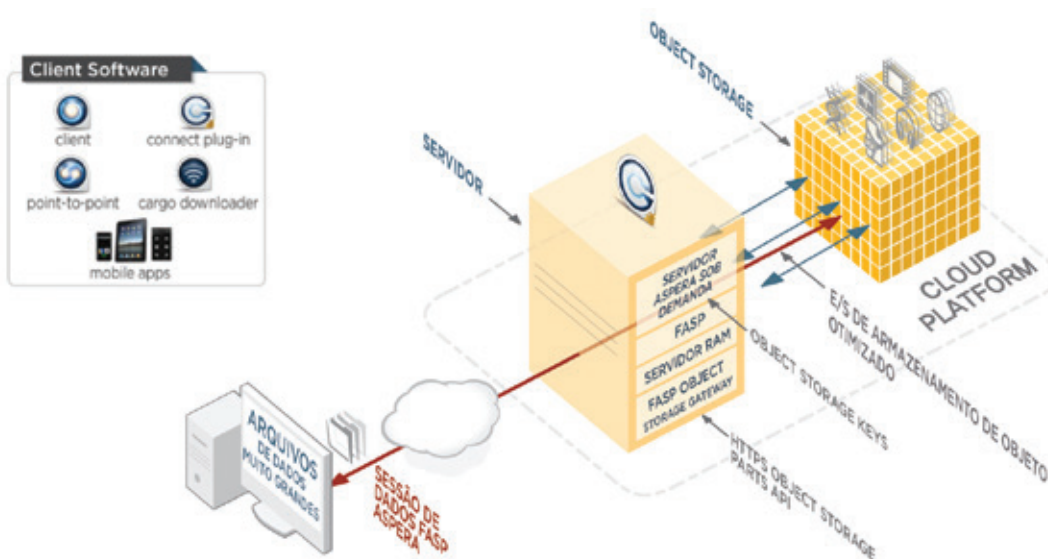 Client Software
client
connect plug-in
point-to-point
cargo downloader
mobile apps
OBJECT STORAGE
SERVIDOR
SERVIDOR
ASPERA SOB
DEMANDA
FASP
SERVIDOR RAM
FASP OBJECT
STORAGE GATEWAY
CLOUD
PLATFORM
E/S DE ARMAZENAMENTO DE OBJETO
OTIMIZADO
OBJECT STORAGE KEYS
HTTPS OBJECT STORAGE
PARTS API
ARQUIVOS
DE DADOS
MUITO GRANDES
SESSÃO DE
DADOS FASP
ASPERA